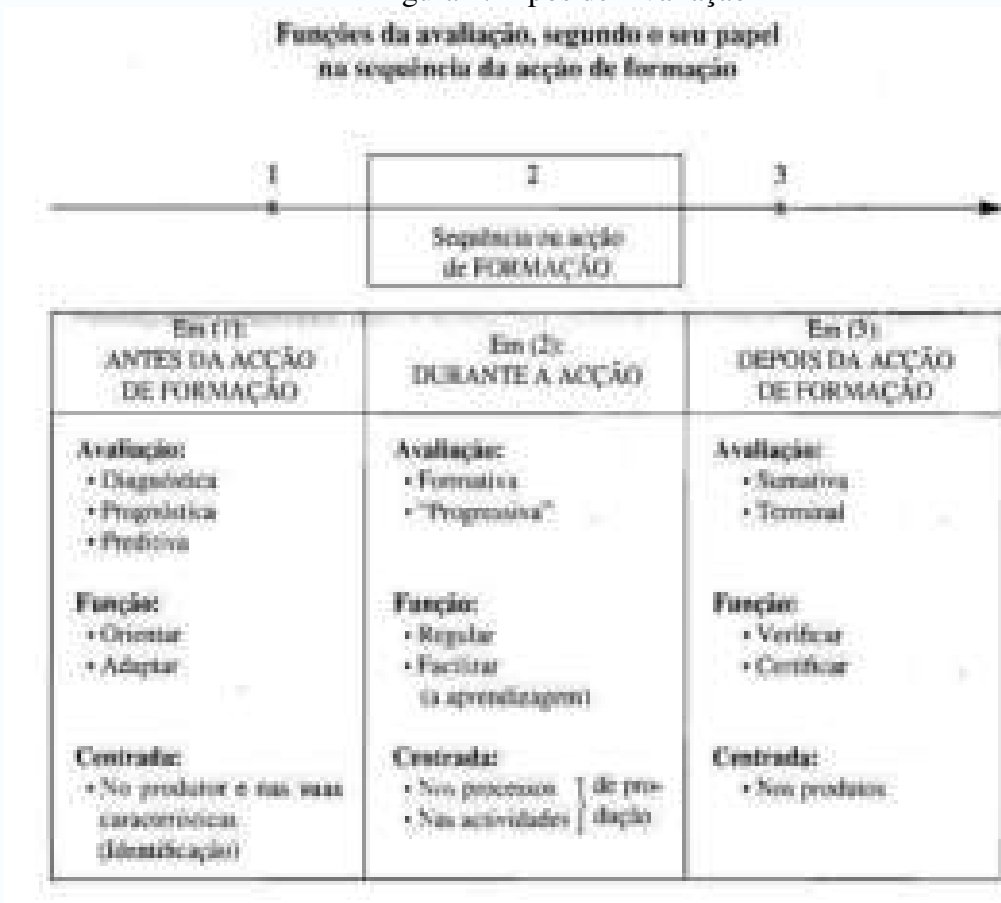 Funções da avaliação, segundo o seu papel
na sequência da acção de formação
1
2
3
Sequência ou acção
de FORMAÇÃO
Em (1):
ANTES DA ACÇÃO
DE FORMAÇÃO
Em (2):
DURANTE A ACÇÃO
Em (3):
DEPOIS DA ACÇÃO
DE FORMAÇÃO
Avaliação:
• Diagnóstica
• Prognóstica
• Preditiva
Função:
• Orientar
• Adaptar
Centrada:
• No produtor e nas suas
características
(Identificação)
Avaliação:
• Formativa
• "Progressiva"
Função:
• Regular
• Facilitar
(a aprendizagem)
Centrada:
• Nos processos
• Nas actividades
de pro-
dução
Avaliação:
• Sumativa
• Terminal
Função:
• Verificar
• Certificar
Centrada:
• Nos produtos